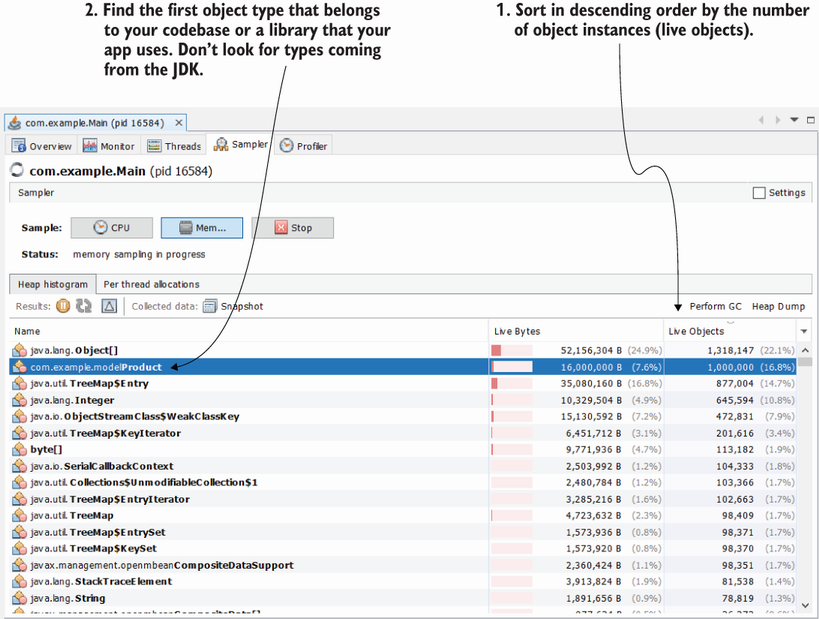 2. Find the first object type that belongs
to your codebase or a library that your
app uses. Don't look for types coming
from the JDK.
1. Sort in descending order by the number
of object instances (live objects).
com.example.Main (pid 16584)
Overview Monitor Threads Sampler Profiler
com.example.Main (pid 16584)
Sampler Settings
Sample: CPU Mem... Stop
Status: memory sampling in progress
Heap histogram Per thread allocations
Results: Collected data: Snapshot Perform GC Heap Dump
Name Live Bytes Live Objects
java.lang.Object[] 52,156,304 B (24.9%) 1,318,147 (22.1%)
com.example.modelProduct 16,000,000 B (7.6%) 1,000,000 (16.8%)
java.util.TreeMap$Entry 35,080,160 B (16.8%) 877,004 (14.7%)
java.lang.Integer 10,329,504 B (4.9%) 645,594 (10.8%)
java.io.ObjectStreamClass$WeakClassKey 15,130,592 B (7.2%) 472,831 (7.9%)
java.util.TreeMap$KeyIterator 6,451,712 B (3.1%) 201,616 (3.4%)
byte[] 9,771,936 B (4.7%) 113,182 (1.9%)
java.io.SerialCallbackContext 2,503,992 B (1.2%) 104,333 (1.8%)
java.util.Collections$UnmodifiableCollection$1 2,480,784 B (1.2%) 103,366 (1.7%)
java.util.TreeMap$EntryIterator 3,285,216 B (1.6%) 102,663 (1.7%)
java.util.TreeMap 4,723,632 B (2.3%) 98,409 (1.7%)
java.util.TreeMap$EntrySet 1,573,936 B (0.8%) 98,371 (1.7%)
java.util.TreeMap$KeySet 1,573,920 B (0.8%) 98,370 (1.7%)
javax.management.openmbeanCompositeDataSupport 2,360,424 B (1.1%) 98,351 (1.7%)
java.lang.StackTraceElement 3,913,824 B (1.9%) 81,538 (1.4%)
java.lang.String 1,891,656 B (0.9%) 78,819 (1.3%)